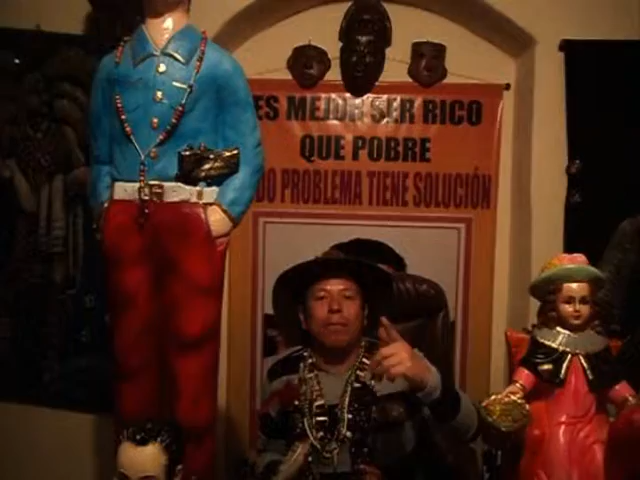 ES MEJOR SER RICO
QUE POBRE
DO PROBLEMA TIENE SOLUCIÓN